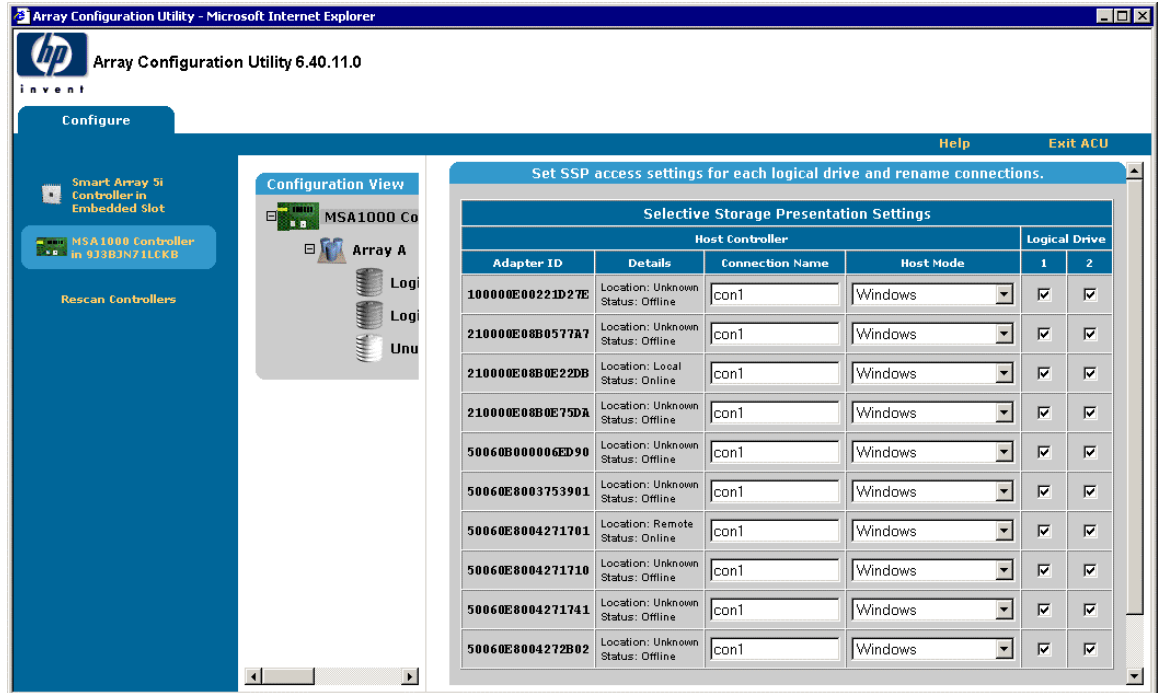 Array Configuration Utility - Microsoft Internet Explorer
hp
invent
Array Configuration Utility 6.40.11.0
Configure
Help Exit ACU
Smart Array 5i
Controller in
Embedded Slot
MSA1000 Controller
in 9J3BJN71LCKB
Rescan Controllers
Configuration View
MSA1000 Co
Array A
Logi
Logi
Unu
Set SSP access settings for each logical drive and rename connections.
Selective Storage Presentation Settings
Host Controller Logical Drive
Adapter ID Details Connection Name Host Mode 1 2
100000E00221D27E Location: Unknown con1 Windows
Status: Offline
210000E08B0577A7 Location: Unknown con1 Windows
Status: Offline
210000E08B0E22DB Location: Local con1 Windows
Status: Online
210000E08B0E75DA Location: Unknown con1 Windows
Status: Offline
50060B000006ED90 Location: Unknown con1 Windows
Status: Offline
50060E8003753901 Location: Unknown con1 Windows
Status: Offline
50060E8004271701 Location: Remote con1 Windows
Status: Online
50060E8004271710 Location: Unknown con1 Windows
Status: Offline
50060E8004271741 Location: Unknown con1 Windows
Status: Offline
50060E8004272B02 Location: Unknown con1 Windows
Status: Offline